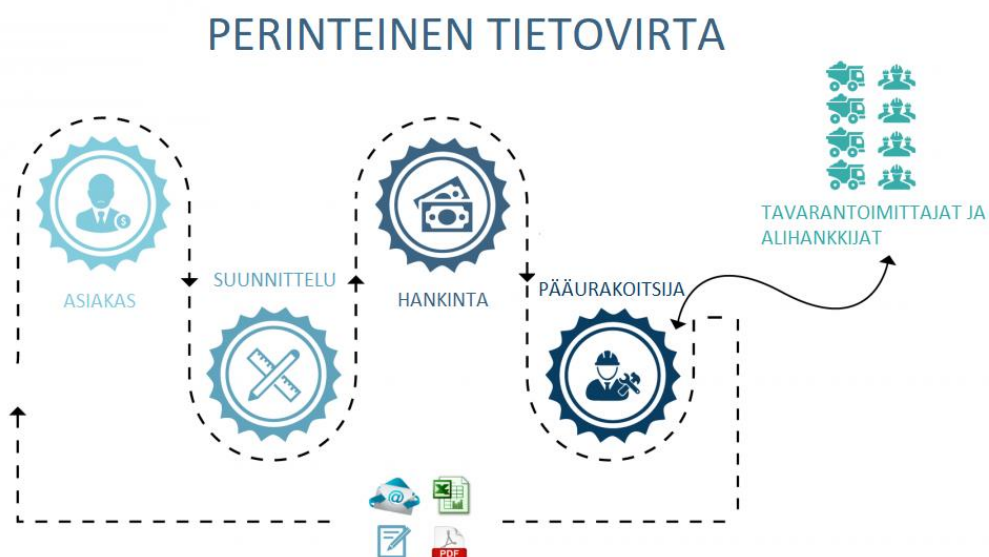 PERINTEINEN TIETOVIRTA
TAVARANTOIMITTAJAT JA
ALIHANKKIJAT
ASIAKAS
SUUNNITTELU
HANKINTA
PÄÄURAKOITSIJA
$
@
X
PDF